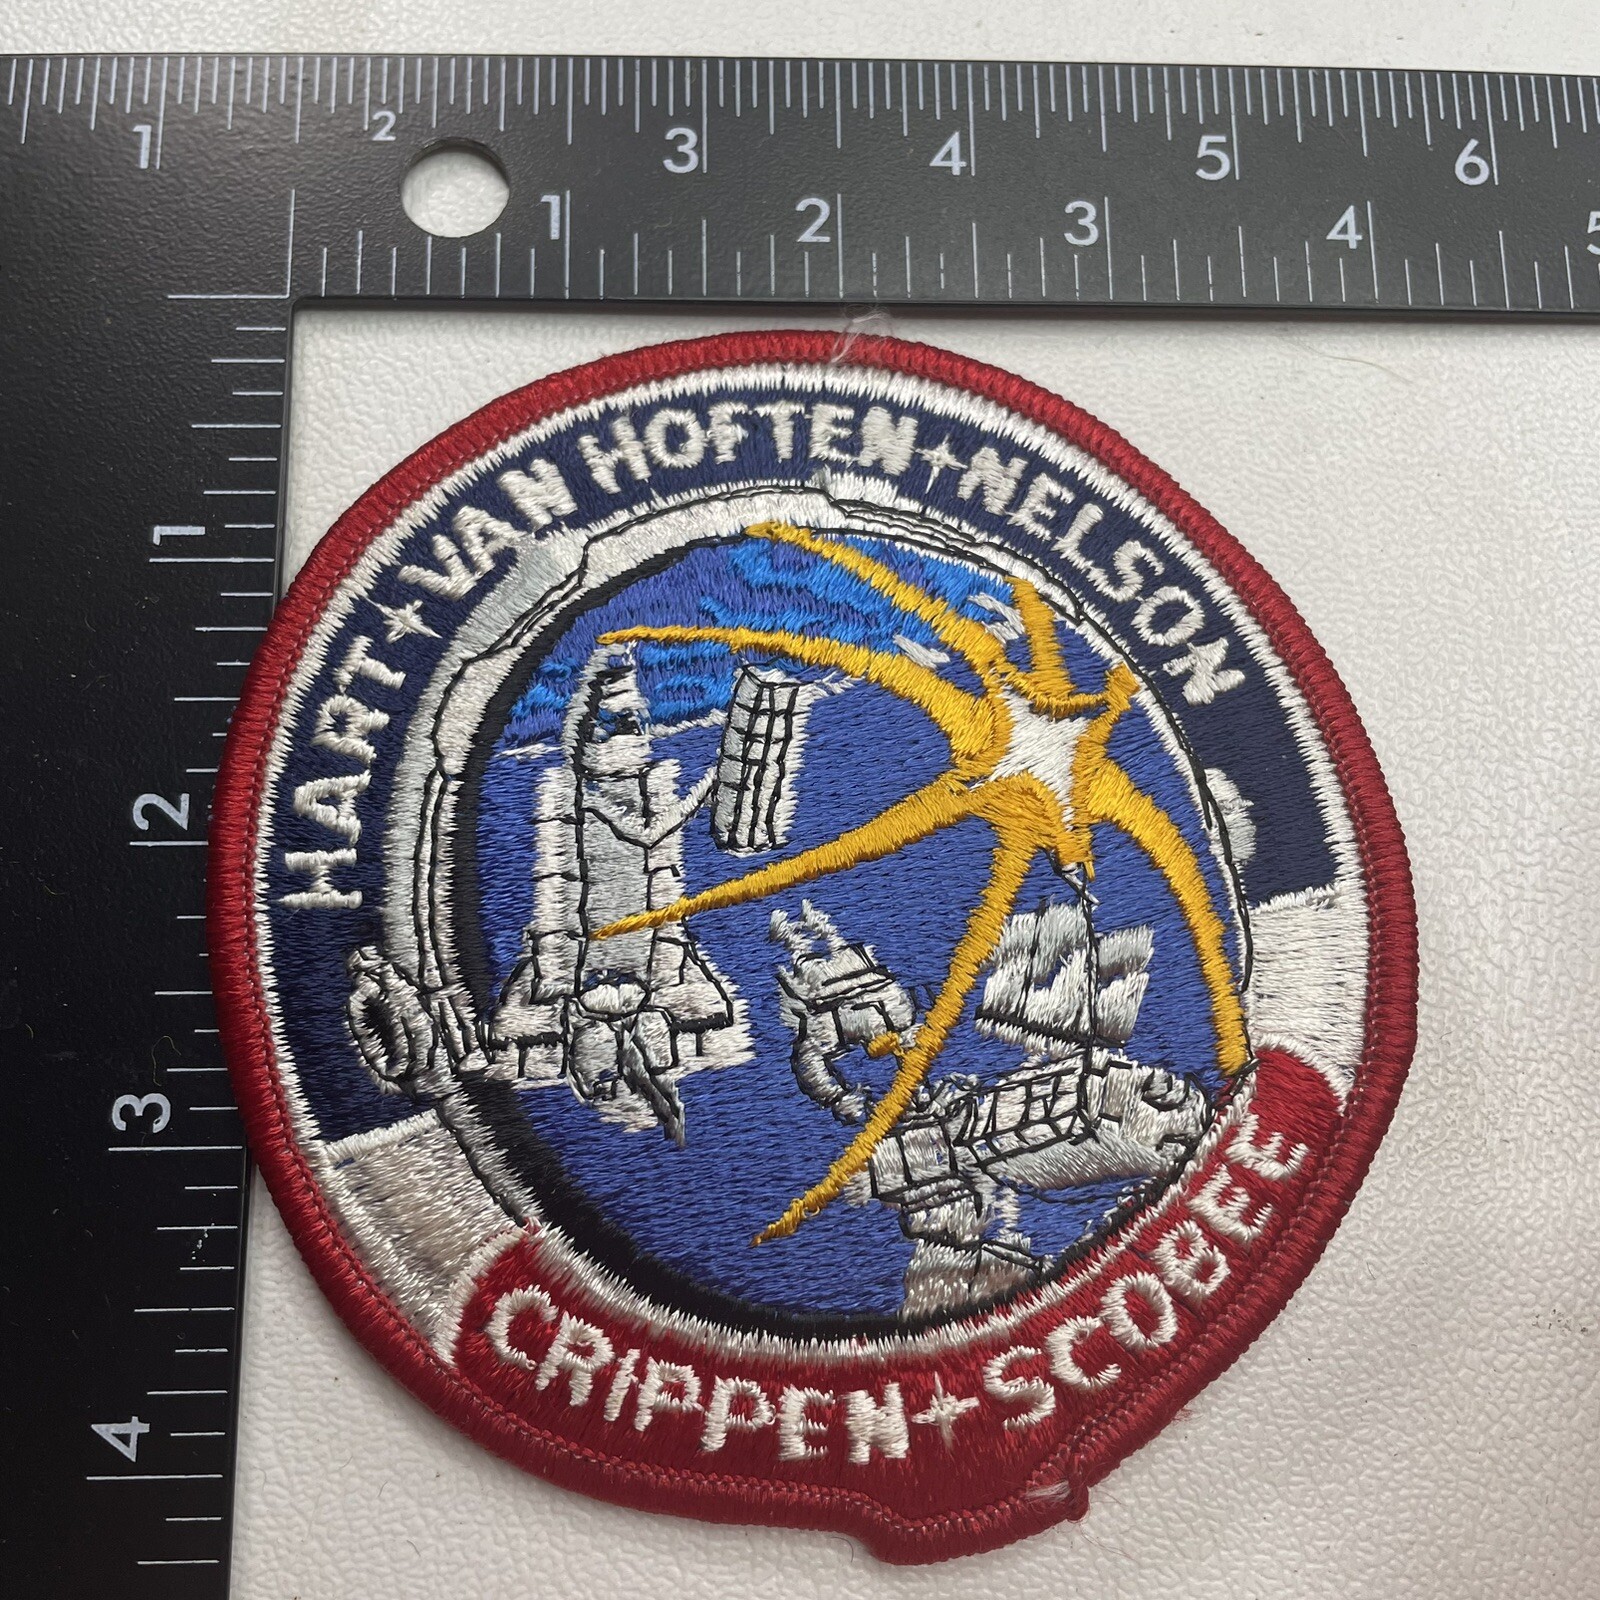 1 2 3 4 5 6
1 2 3 4 5
1
2
3
4
HART VAN HOFTEN NELSON
CRIPPEN SCOBEE